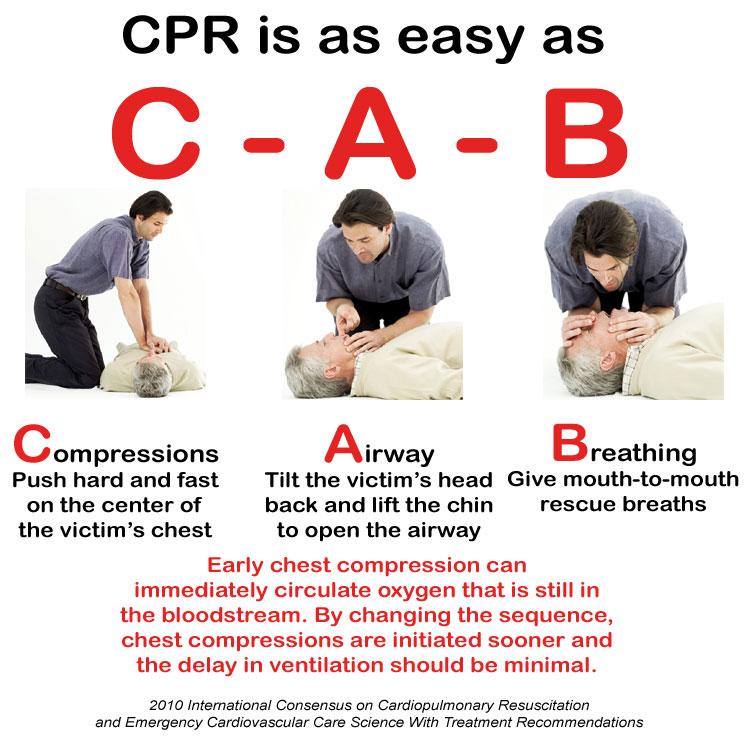 CPR is as easy as
C - A - B
Compressions
Push hard and fast
on the center of
the victim's chest
Airway
Tilt the victim's head
back and lift the chin
to open the airway
Breathing
Give mouth-to-mouth
rescue breaths
Early chest compression can
immediately circulate oxygen that is still in
the bloodstream. By changing the sequence,
chest compressions are initiated sooner and
the delay in ventilation should be minimal.
2010 International Consensus on Cardiopulmonary Resuscitation
and Emergency Cardiovascular Care Science With Treatment Recommendations